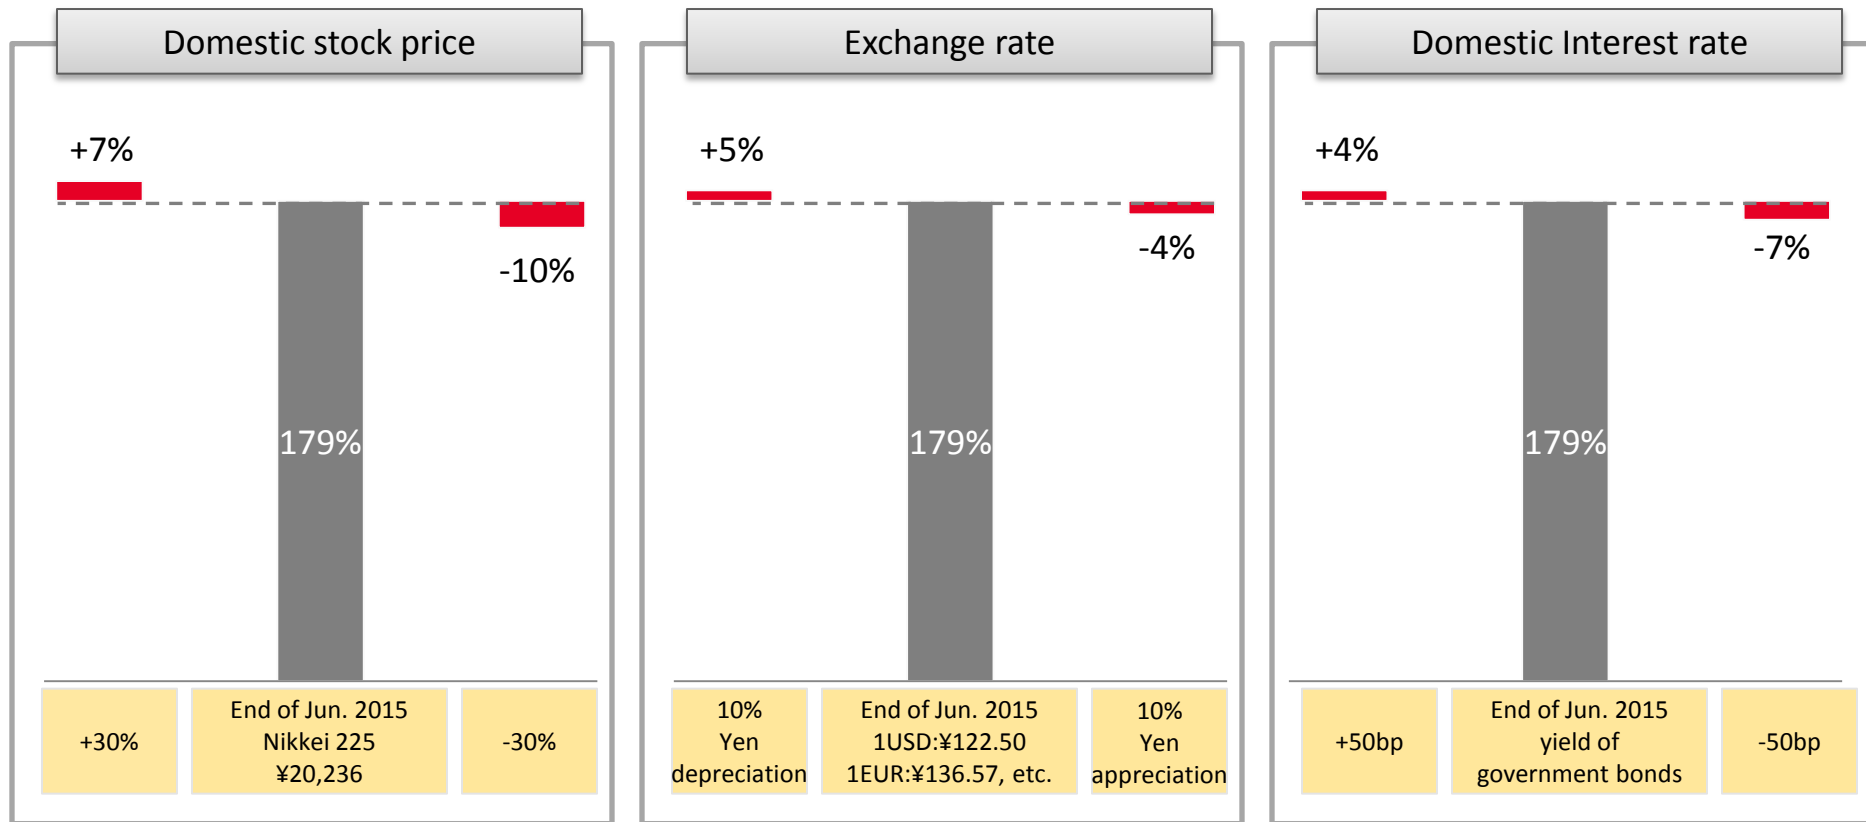 Domestic stock price
+7%
-10%
179%
+30%
End of Jun. 2015
Nikkei 225
¥20,236
-30%
Exchange rate
+5%
-4%
179%
10%
Yen
depreciation
End of Jun. 2015
1USD:¥122.50
1EUR:¥136.57, etc.
10%
Yen
appreciation
Domestic Interest rate
+4%
-7%
179%
+50bp
End of Jun. 2015
yield of
government bonds
-50bp